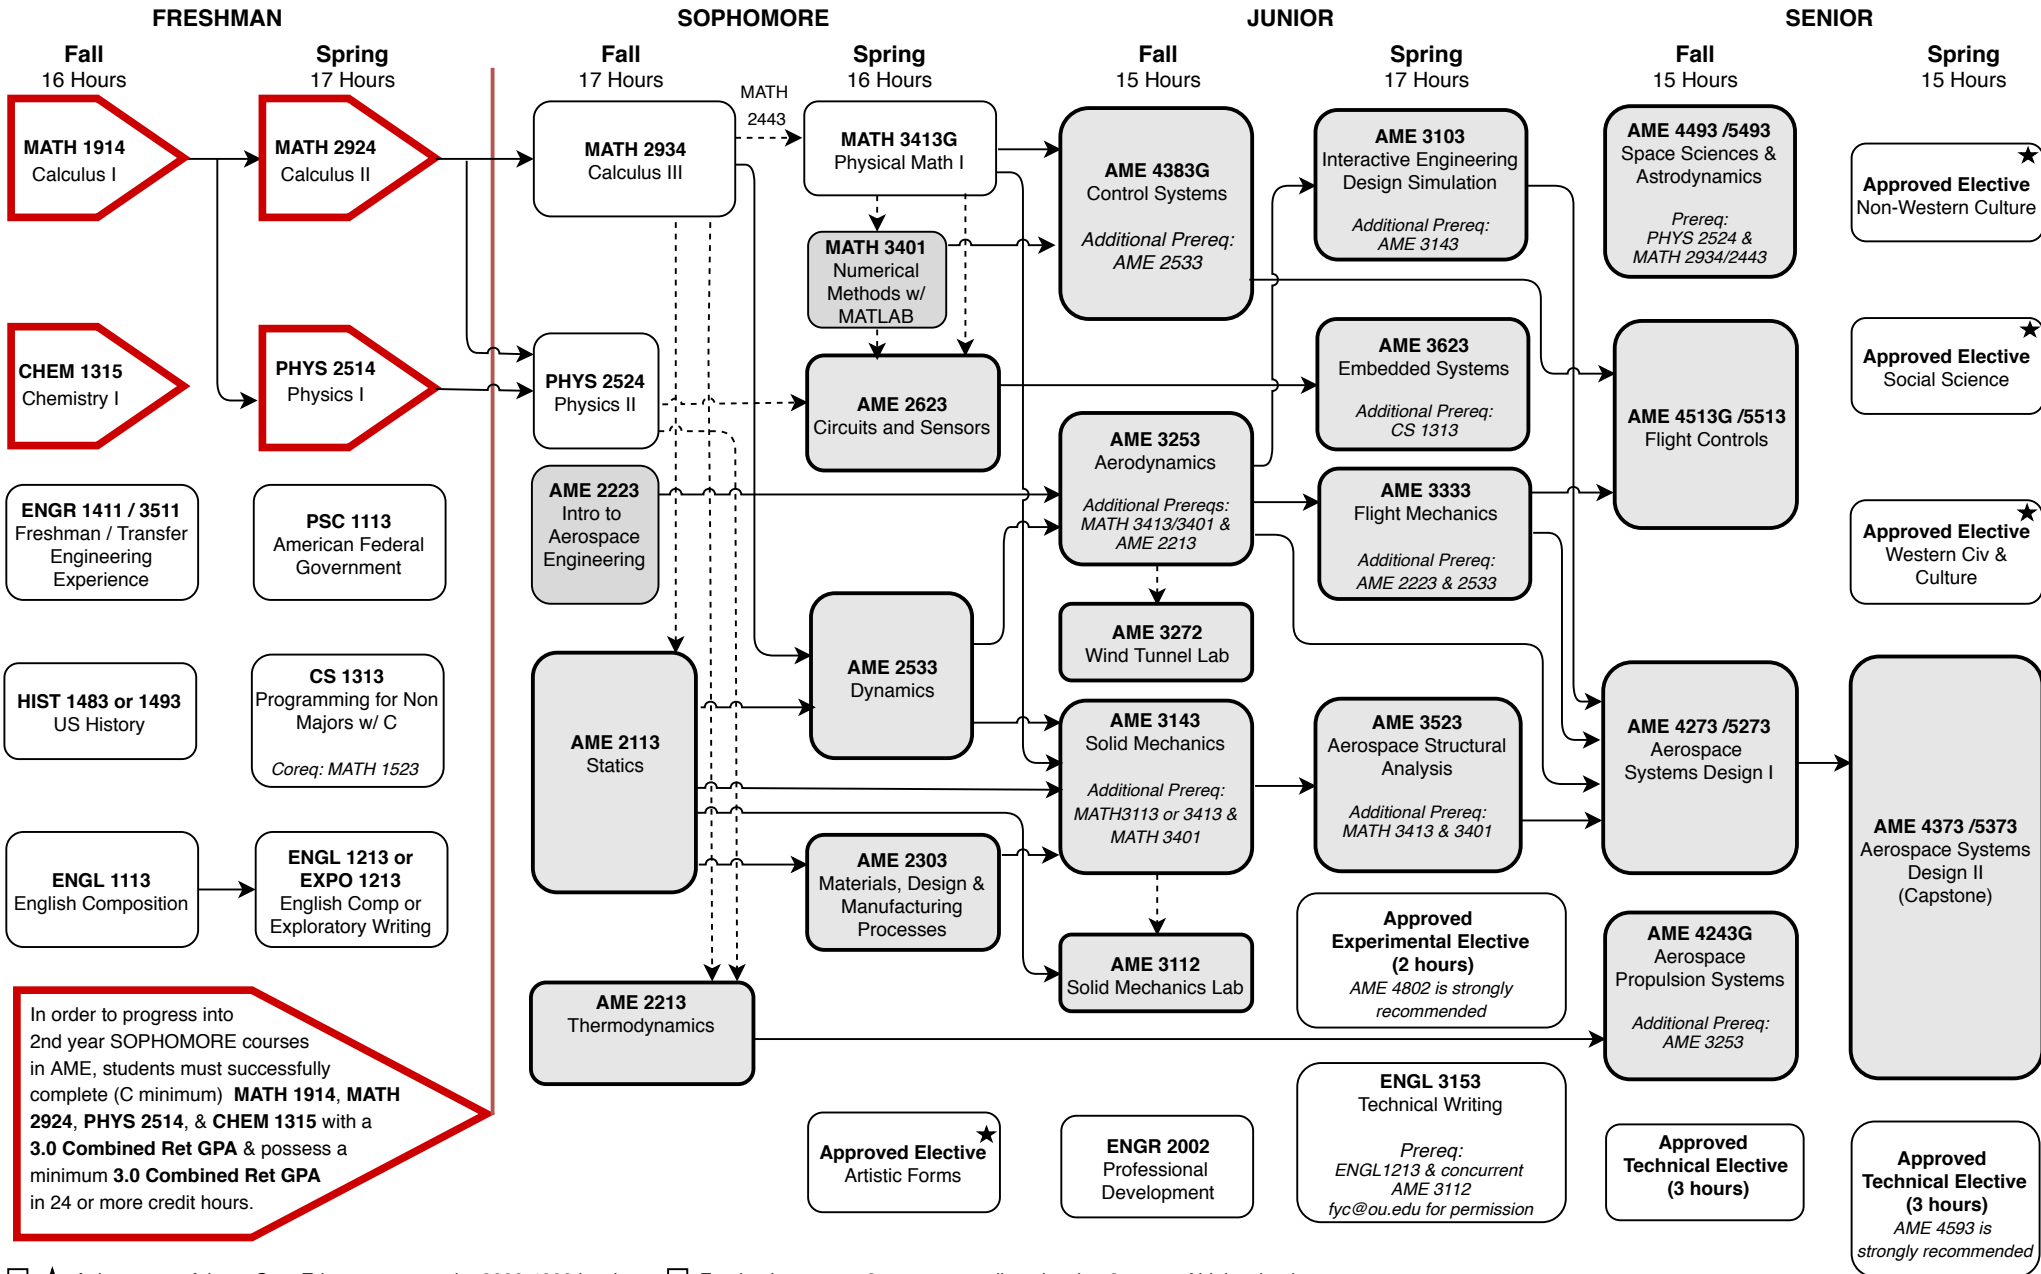 FRESHMAN
SOPHOMORE
JUNIOR
SENIOR
Fall
16 Hours
Spring
17 Hours
Fall
17 Hours
Spring
16 Hours
Fall
15 Hours
Spring
17 Hours
Fall
15 Hours
Spring
15 Hours
MATH 1914
Calculus I
CHEM 1315
Chemistry I
ENGR 1411 / 3511
Freshman / Transfer
Engineering
Experience
HIST 1483 or 1493
US History
ENGL 1113
English Composition
In order to progress into
2nd year SOPHOMORE courses
in AME, students must successfully
complete (C minimum) MATH 1914, MATH
2924, PHYS 2514, & CHEM 1315 with a
3.0 Combined Ret GPA & possess a
minimum 3.0 Combined Ret GPA
in 24 or more credit hours.
MATH 2924
Calculus II
PHYS 2514
Physics I
PSC 1113
American Federal
Government
CS 1313
Programming for Non
Majors w/ C
Coreq: MATH 1523
ENGL 1213 or
EXPO 1213
English Comp or
Exploratory Writing
MATH 2934
Calculus III
MATH
2443
PHYS 2524
Physics II
AME 2223
Intro to
Aerospace
Engineering
AME 2113
Statics
AME 2213
Thermodynamics
MATH 3413G
Physical Math I
MATH 3401
Numerical
Methods w/
MATLAB
AME 2623
Circuits and Sensors
AME 2533
Dynamics
AME 2303
Materials, Design &
Manufacturing
Processes
Approved Elective
Artistic Forms
AME 4383G
Control Systems
Additional Prereq:
AME 2533
AME 3253
Aerodynamics
Additional Prereqs:
MATH 3413/3401 &
AME 2213
AME 3272
Wind Tunnel Lab
AME 3143
Solid Mechanics
Additional Prereq:
MATH3113 or 3413 &
MATH 3401
AME 3112
Solid Mechanics Lab
ENGR 2002
Professional
Development
AME 3103
Interactive Engineering
Design Simulation
Additional Prereq:
AME 3143
AME 3623
Embedded Systems
Additional Prereq:
CS 1313
AME 3333
Flight Mechanics
Additional Prereq:
AME 2223 & 2533
AME 3523
Aerospace Structural
Analysis
Additional Prereq:
MATH 3413 & 3401
Approved
Experimental Elective
(2 hours)
AME 4802 is strongly
recommended
ENGL 3153
Technical Writing
Prereq:
ENGL1213 & concurrent
AME 3112
fyc@ou.edu for permission
AME 4493 /5493
Space Sciences &
Astrodynamics
Prereq:
PHYS 2524 &
MATH 2934/2443
AME 4513G /5513
Flight Controls
AME 4273 /5273
Aerospace
Systems Design I
AME 4243G
Aerospace
Propulsion Systems
Additional Prereq:
AME 3253
Approved
Technical Elective
(3 hours)
Approved Elective
Non-Western Culture
Approved Elective
Social Science
Approved Elective
Western Civ &
Culture
AME 4373 /5373
Aerospace Systems
Design II
(Capstone)
Approved
Technical Elective
(3 hours)
AME 4593 is
strongly recommended